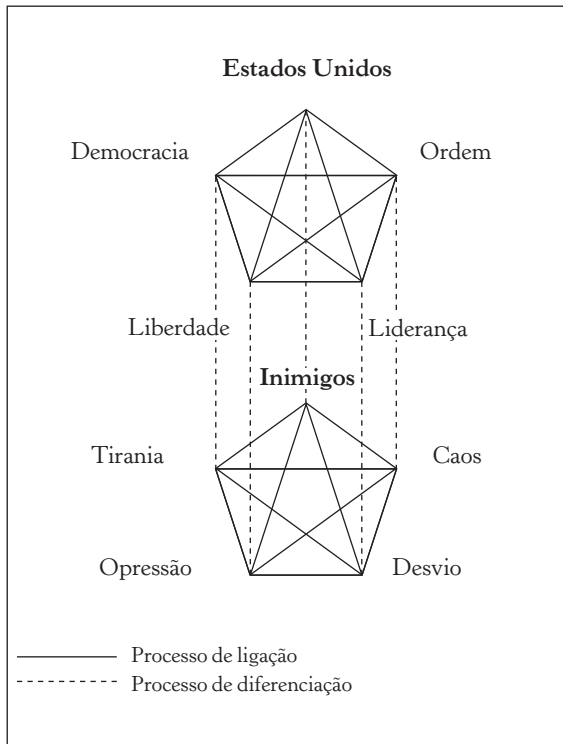 Estados Unidos
Democracia
Ordem
Liberdade
Liderança
Inimigos
Tirania
Caos
Opressão
Desvio
Processo de ligação
Processo de diferenciação